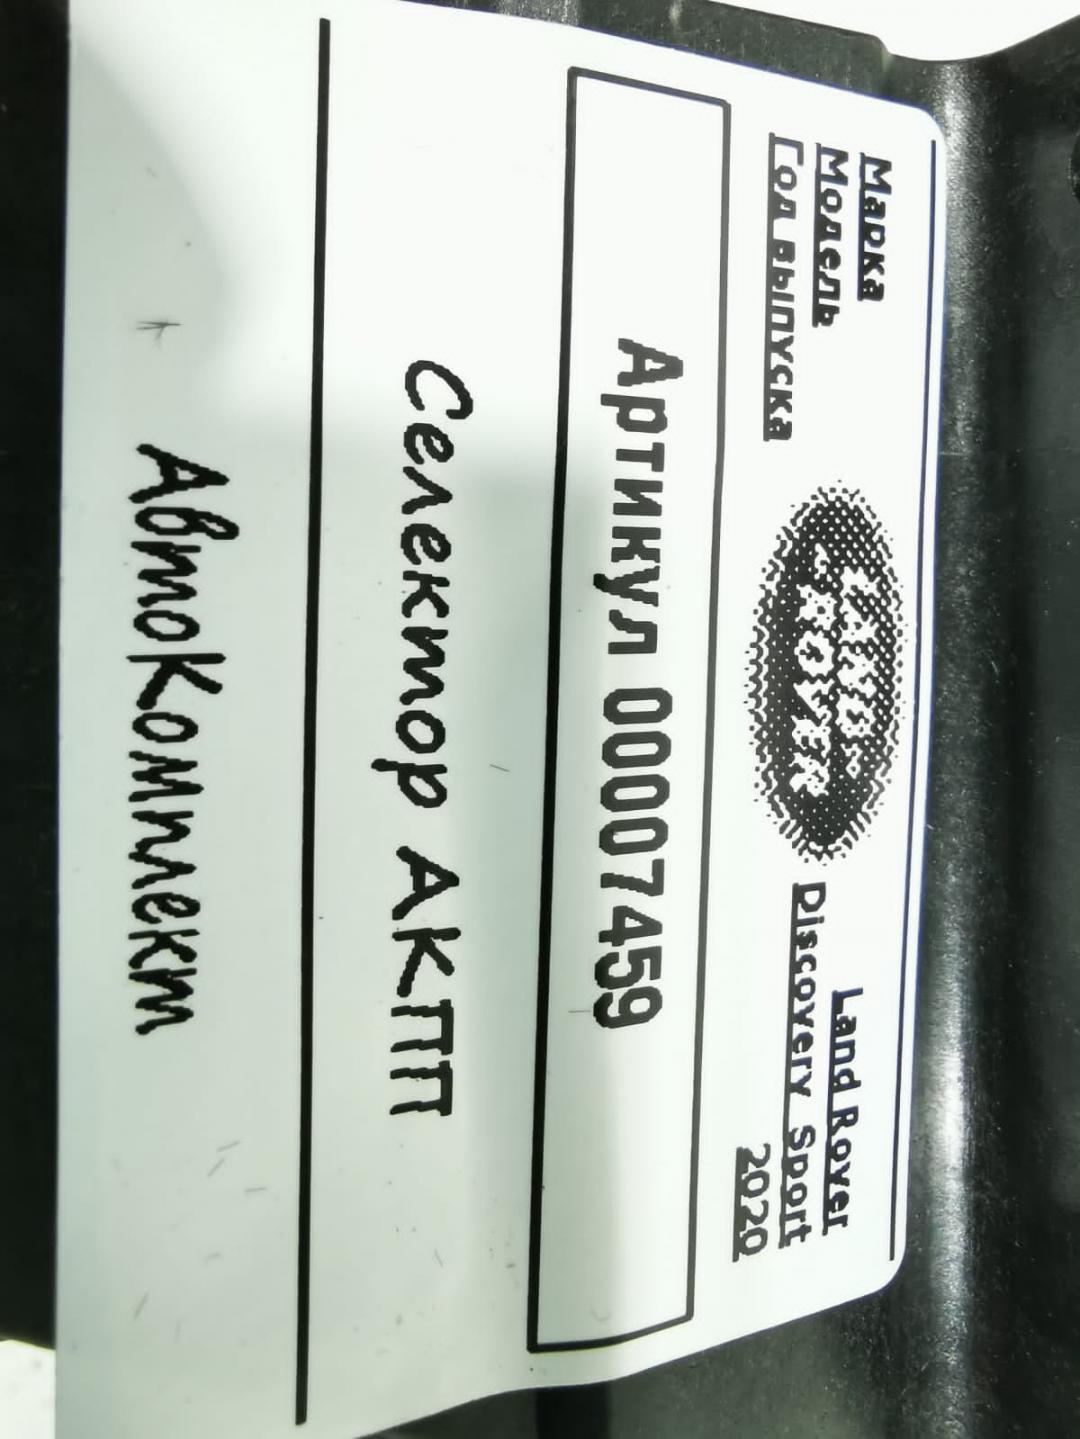 Марка
Модель
Год выпуска
LAND-
-ROVER
Land Rover
Discovery Sport
2020
Артикул 00007459
Селектор АКПП
АвтоКомплект